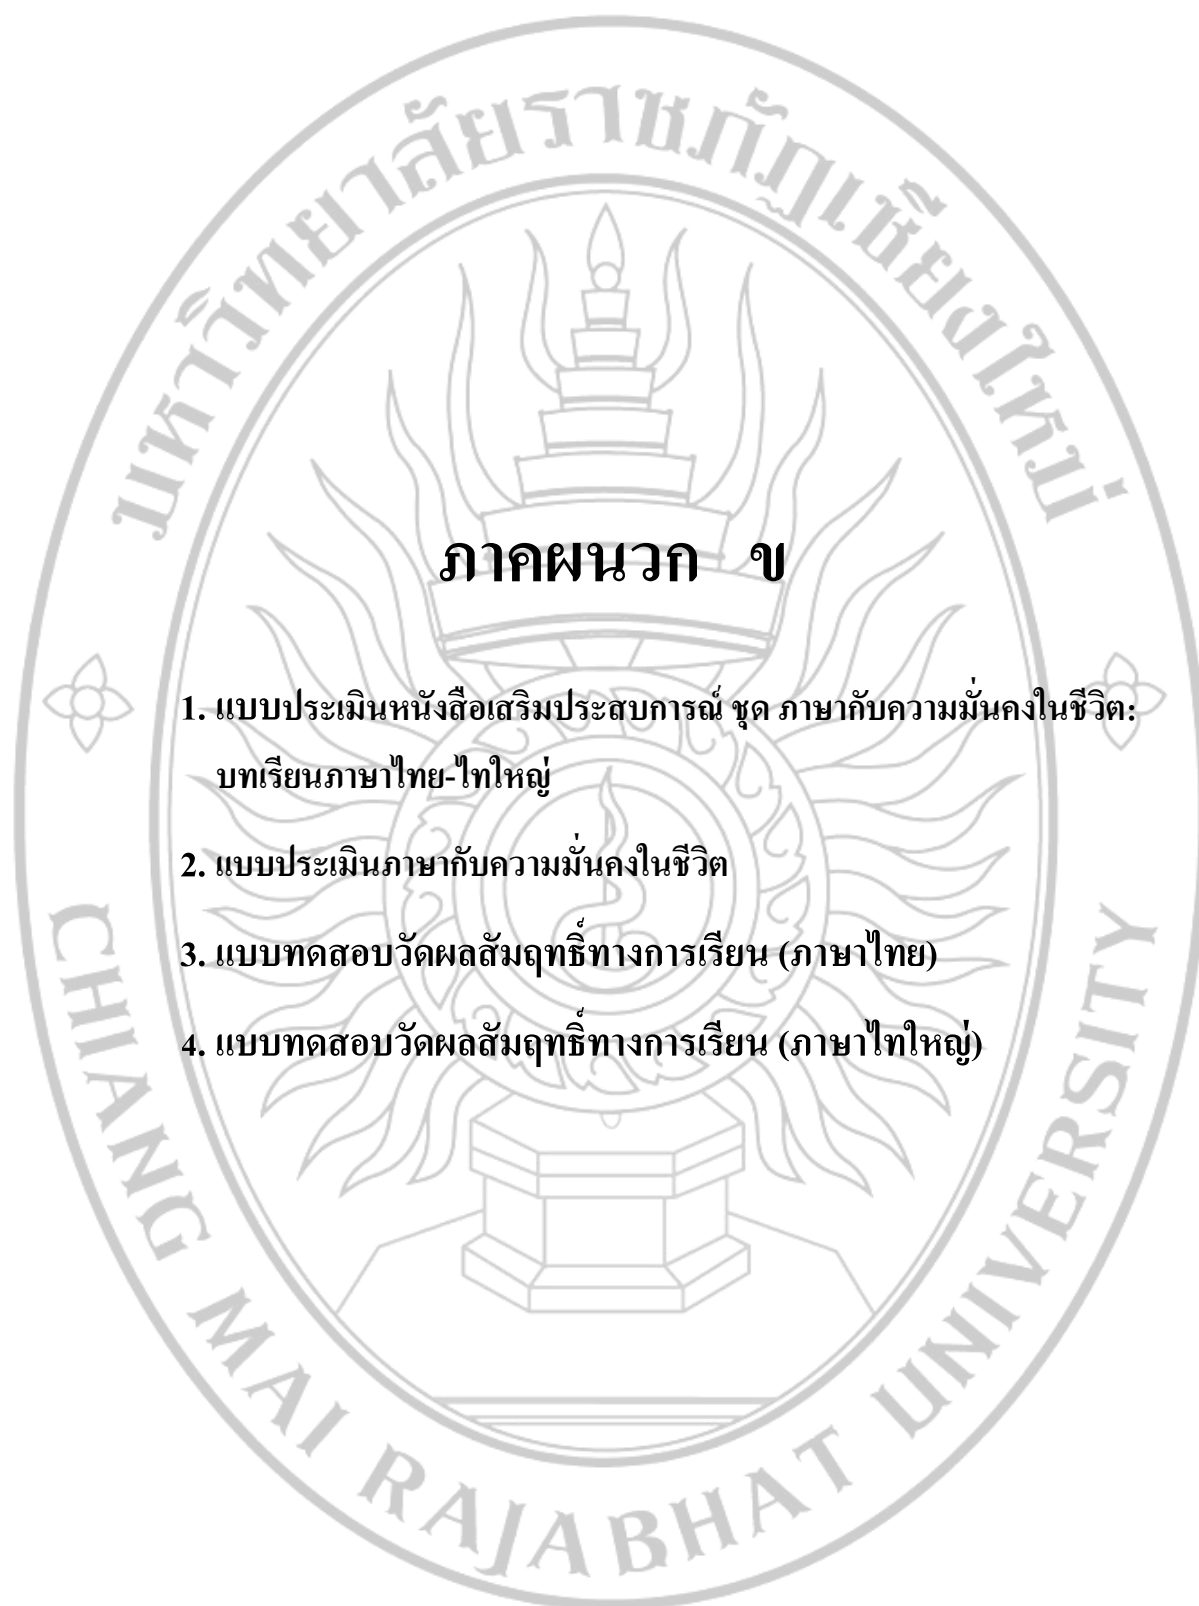 มหาวิทยาลัยราชภัฏเชียงใหม่
ภาคผนวก ข
1. แบบประเมินหนังสือเสริมประสบการณ์ ชุด ภาษากับความมั่นคงในชีวิต:
บทเรียนภาษาไทย-ไทใหญ่
2. แบบประเมินภาษากับความมั่นคงในชีวิต
3. แบบทดสอบวัดผลสัมฤทธิ์ทางการเรียน (ภาษาไทย)
4. แบบทดสอบวัดผลสัมฤทธิ์ทางการเรียน (ภาษาไทใหญ่)
CHIANG MAI RAJABHAT UNIVERSITY